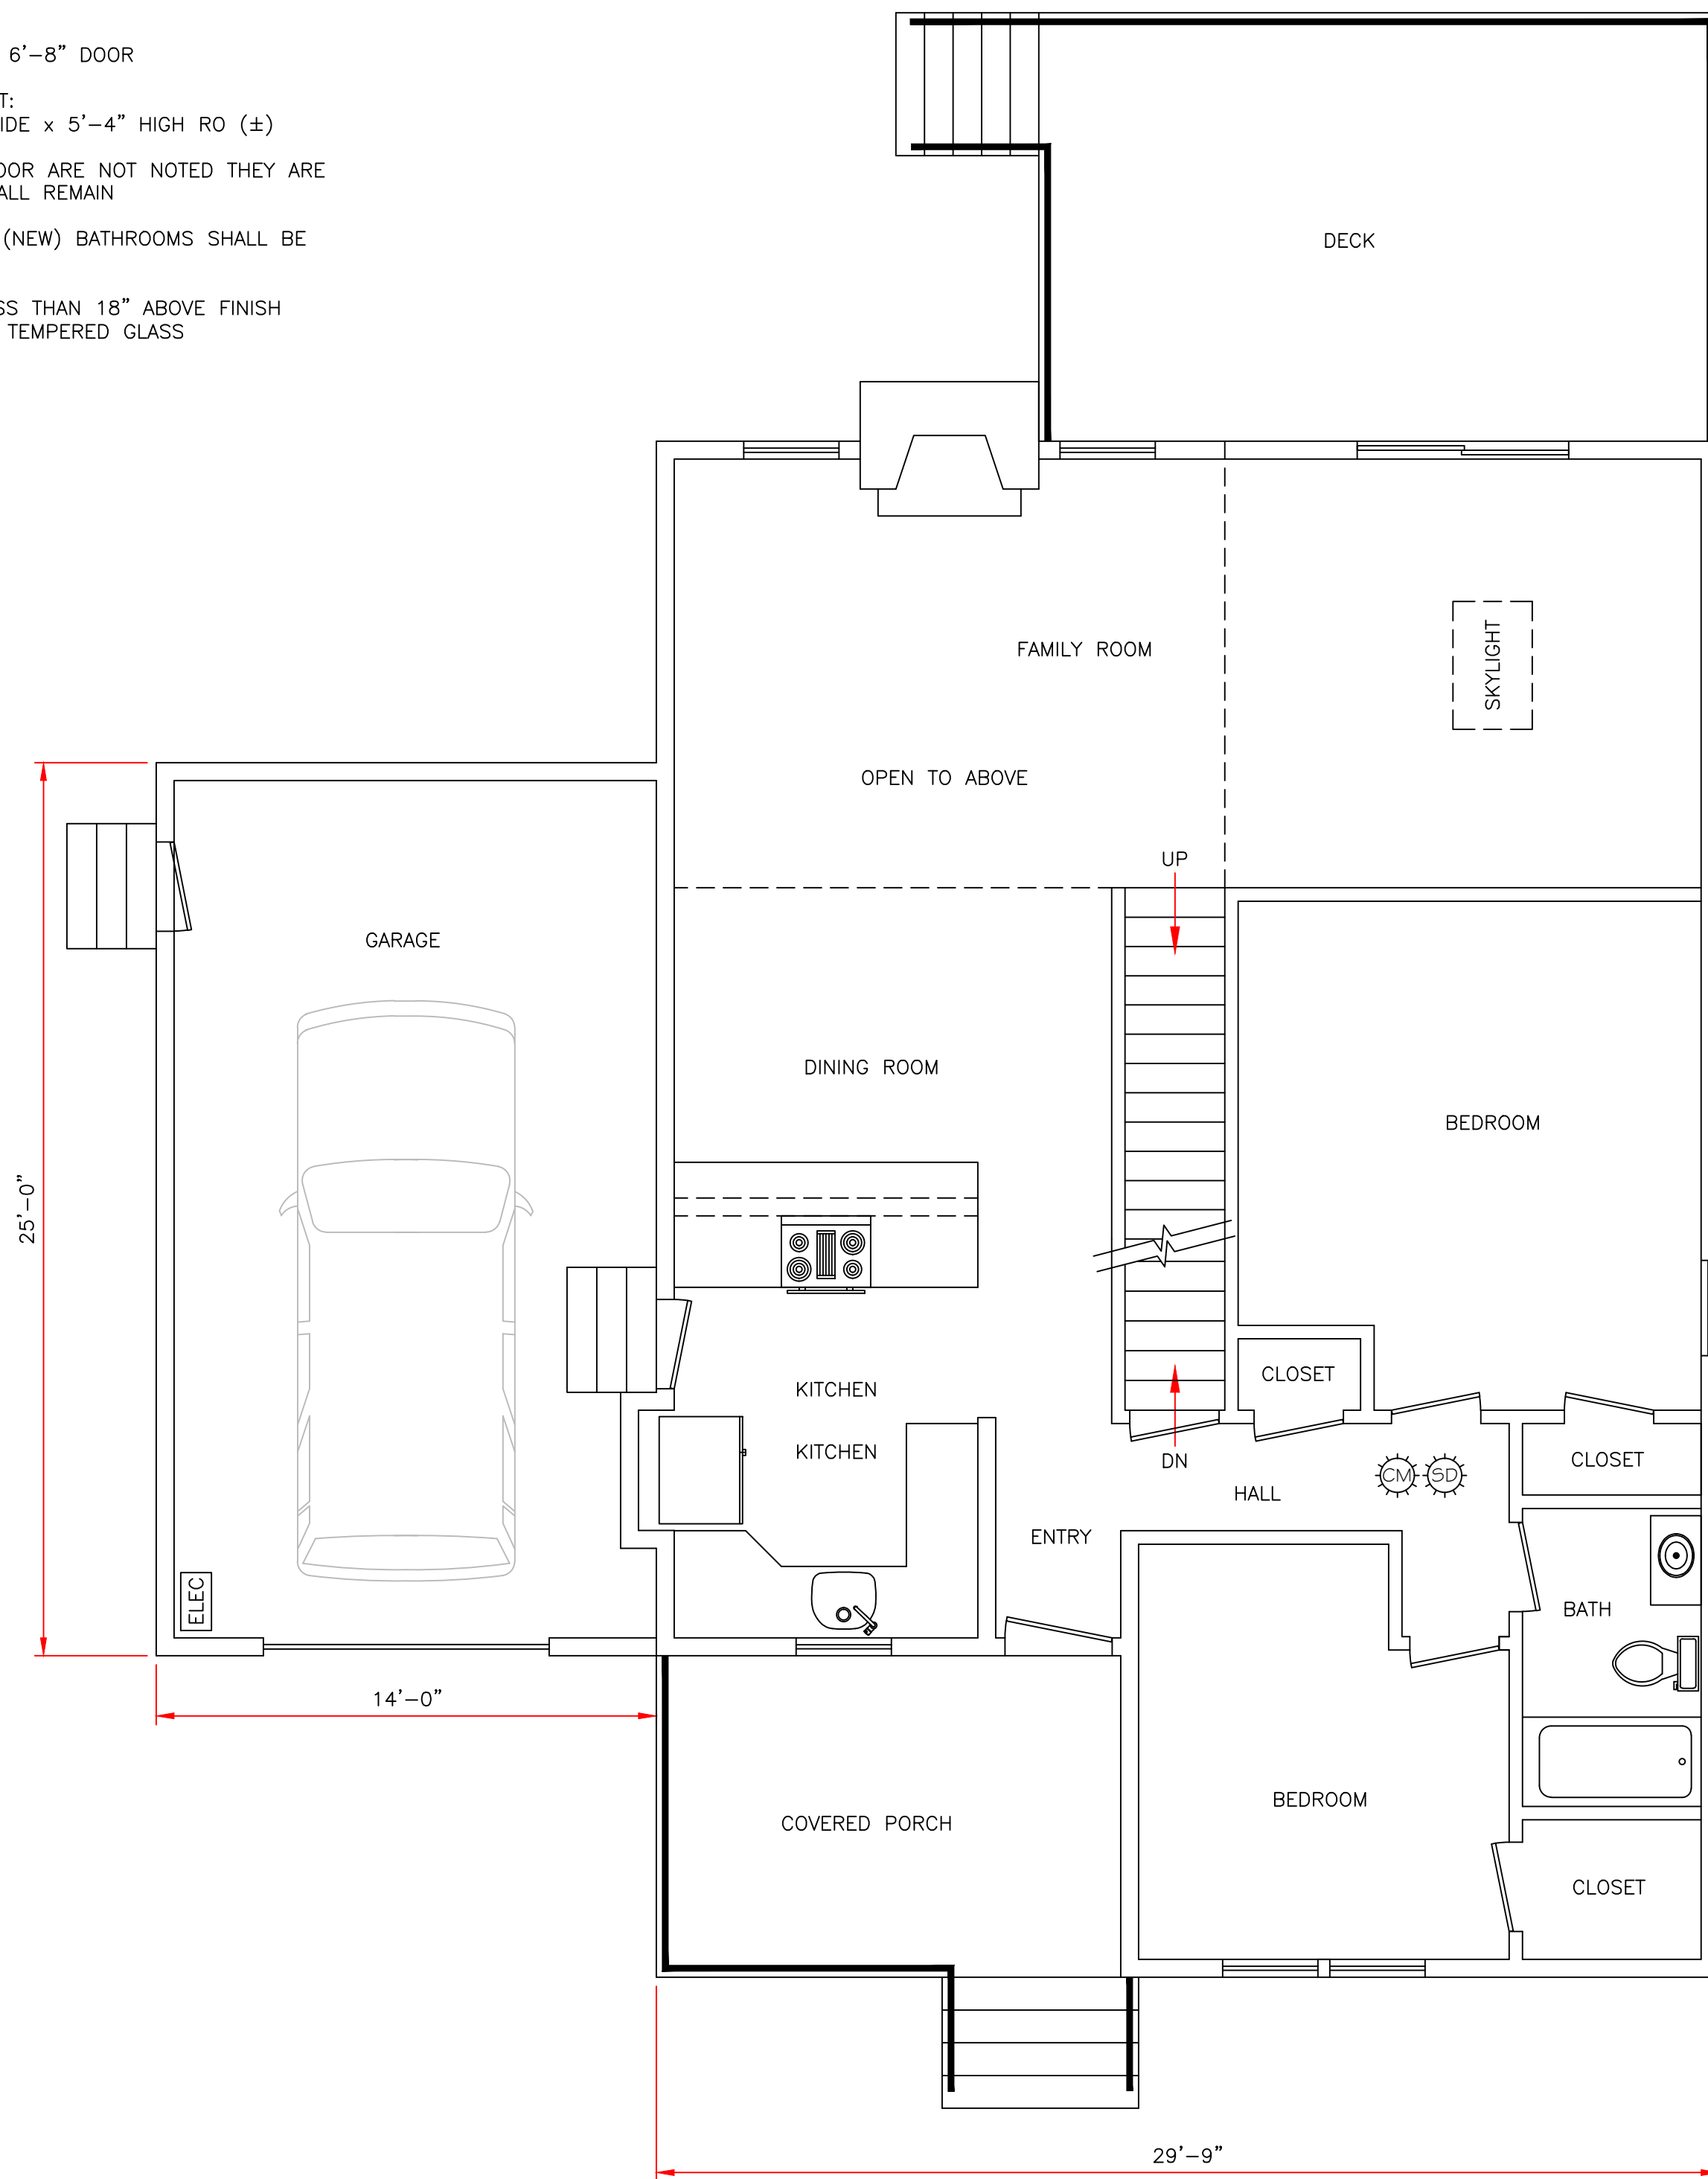 6'-8" DOOR
T:
IDE x 5'-4" HIGH RO (±)
OOR ARE NOT NOTED THEY ARE
ALL REMAIN
(NEW) BATHROOMS SHALL BE
SS THAN 18" ABOVE FINISH
TEMPERED GLASS
DECK
FAMILY ROOM
SKYLIGHT
OPEN TO ABOVE
UP
GARAGE
DINING ROOM
BEDROOM
25'-0"
CLOSET
KITCHEN
KITCHEN
DN
CLOSET
HALL
CM
SD
ENTRY
ELEC
BATH
14'-0"
BEDROOM
COVERED PORCH
CLOSET
29'-9"